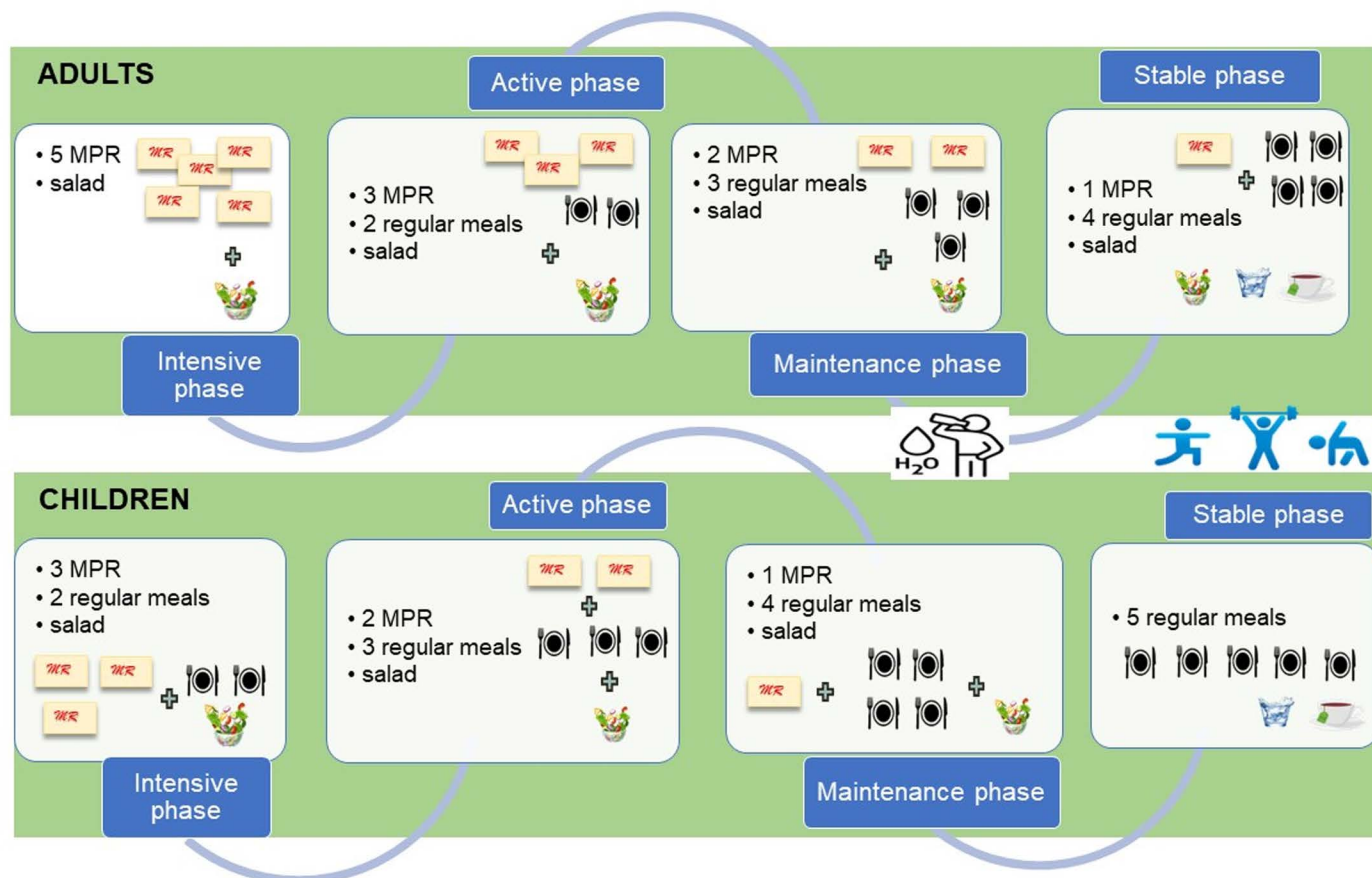 ADULTS
Active phase
Stable phase
• 5 MPR
• salad
MR
MR
MR
MR
MR
Intensive
phase
• 3 MPR
• 2 regular meals
• salad
MR
MR
MR
• 2 MPR
• 3 regular meals
• salad
MR
MR
Maintenance phase
• 1 MPR
• 4 regular meals
• salad
MR
H2O
CHILDREN
Active phase
Stable phase
• 3 MPR
• 2 regular meals
• salad
MR
MR
MR
Intensive
phase
• 2 MPR
• 3 regular meals
• salad
MR
MR
• 1 MPR
• 4 regular meals
• salad
MR
Maintenance phase
• 5 regular meals